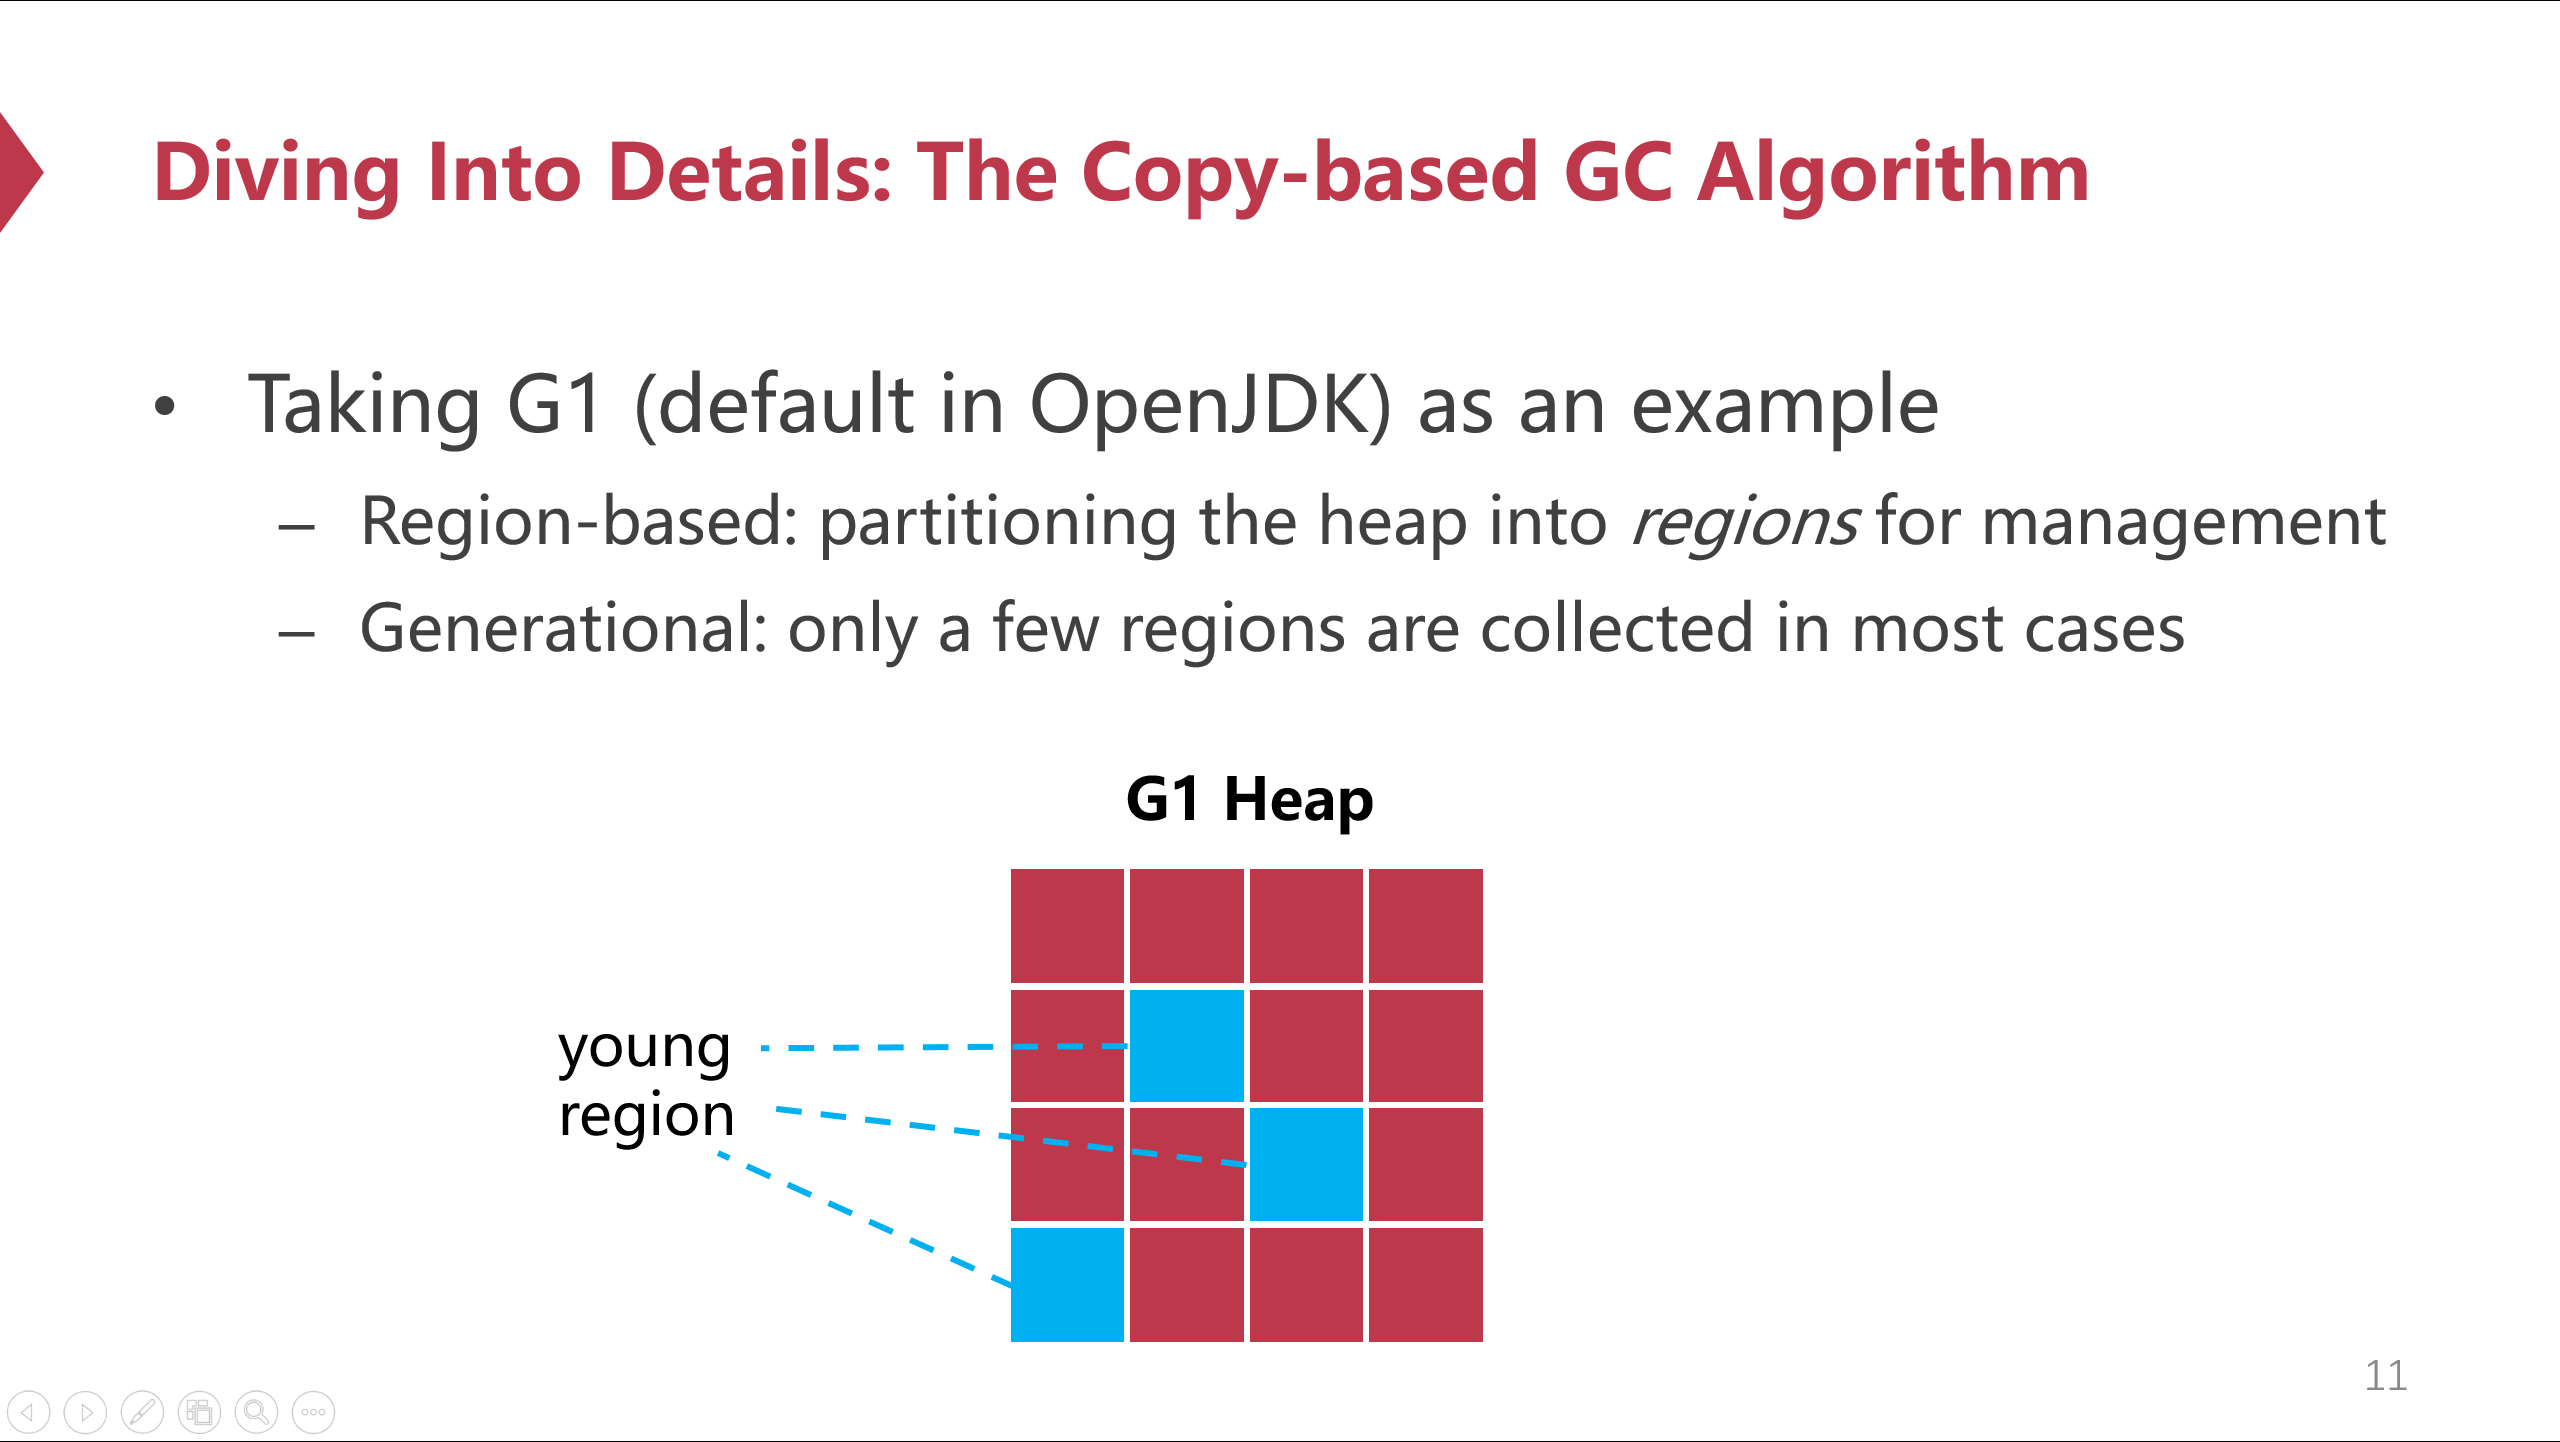 Diving Into Details: The Copy-based GC Algorithm
• Taking G1 (default in OpenJDK) as an example
– Region-based: partitioning the heap into regions for management
– Generational: only a few regions are collected in most cases
G1 Heap
young
region
11